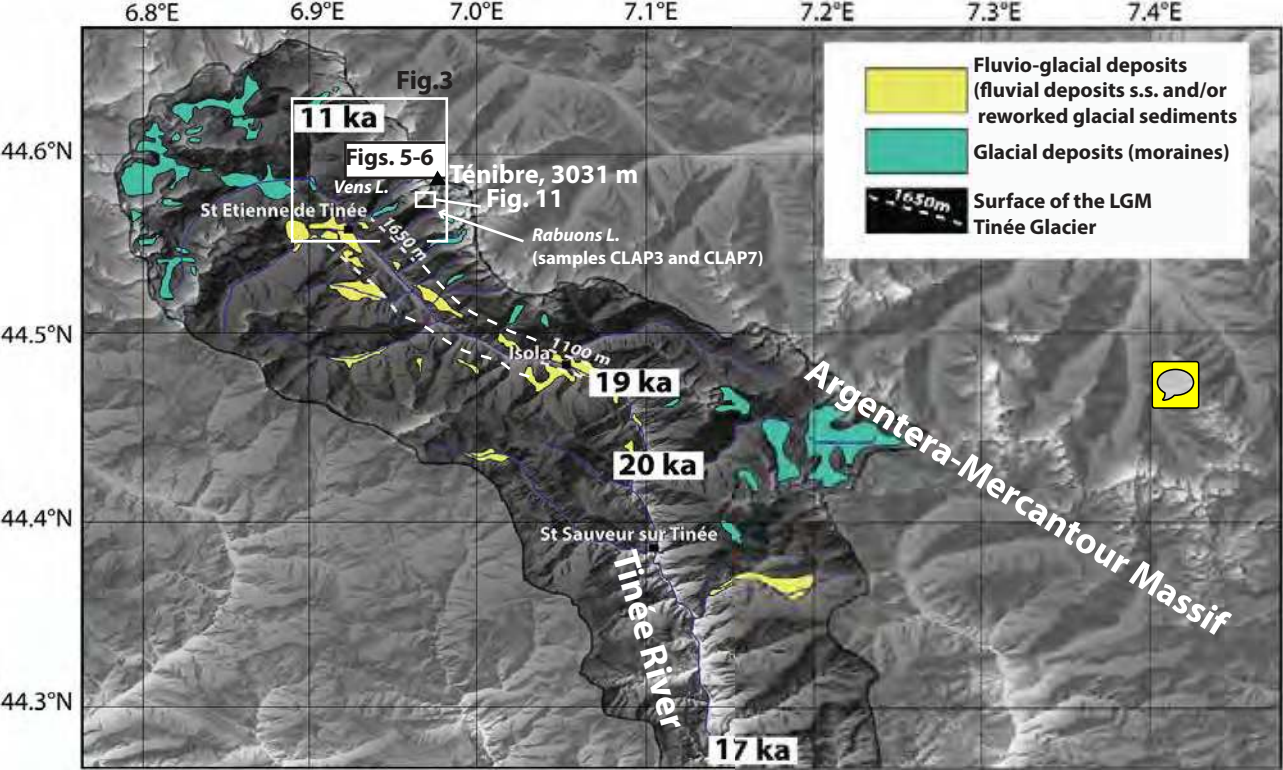 6.8°E 6.9°E 7.0°E 7.1°E 7.2°E 7.3°E 7.4°E
44.6°N
44.5°N
44.4°N
44.3°N
Fig.3
11 ka
Figs. 5-6
Vens L.
Ténibre, 3031 m
Fig. 11
St Etienne de Tinée
1650 m
Rabuons L.
(samples CLAP3 and CLAP7)
Isola
1100 m
19 ka
20 ka
St Sauveur sur Tinée
Tinée River
17 ka
Argentera-Mercantour Massif
Fluvio-glacial deposits
(fluvial deposits s.s. and/or
reworked glacial sediments
Glacial deposits (moraines)
1650m
Surface of the LGM
Tinée Glacier